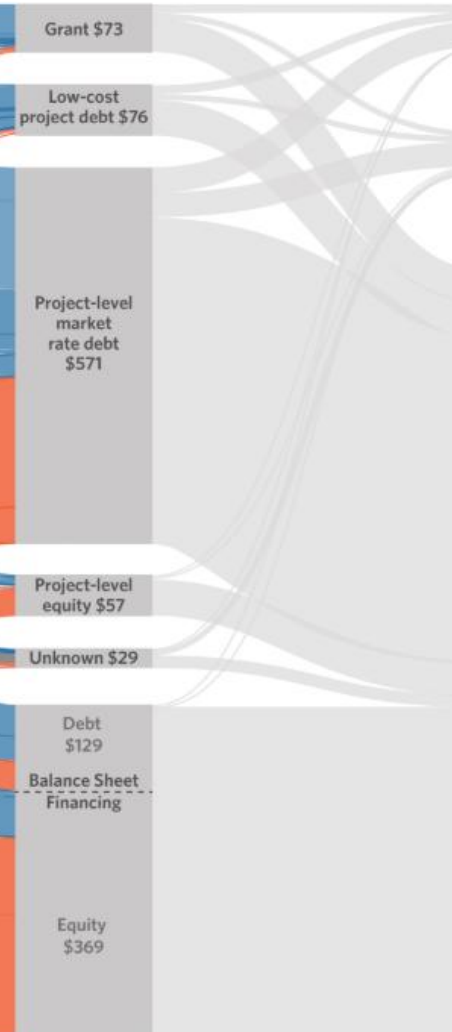 Grant $73
Low-cost
project debt $76
Project-level
market
rate debt
$571
Project-level
equity $57
Unknown $29
Debt
$129
Balance Sheet
Financing
Equity
$369